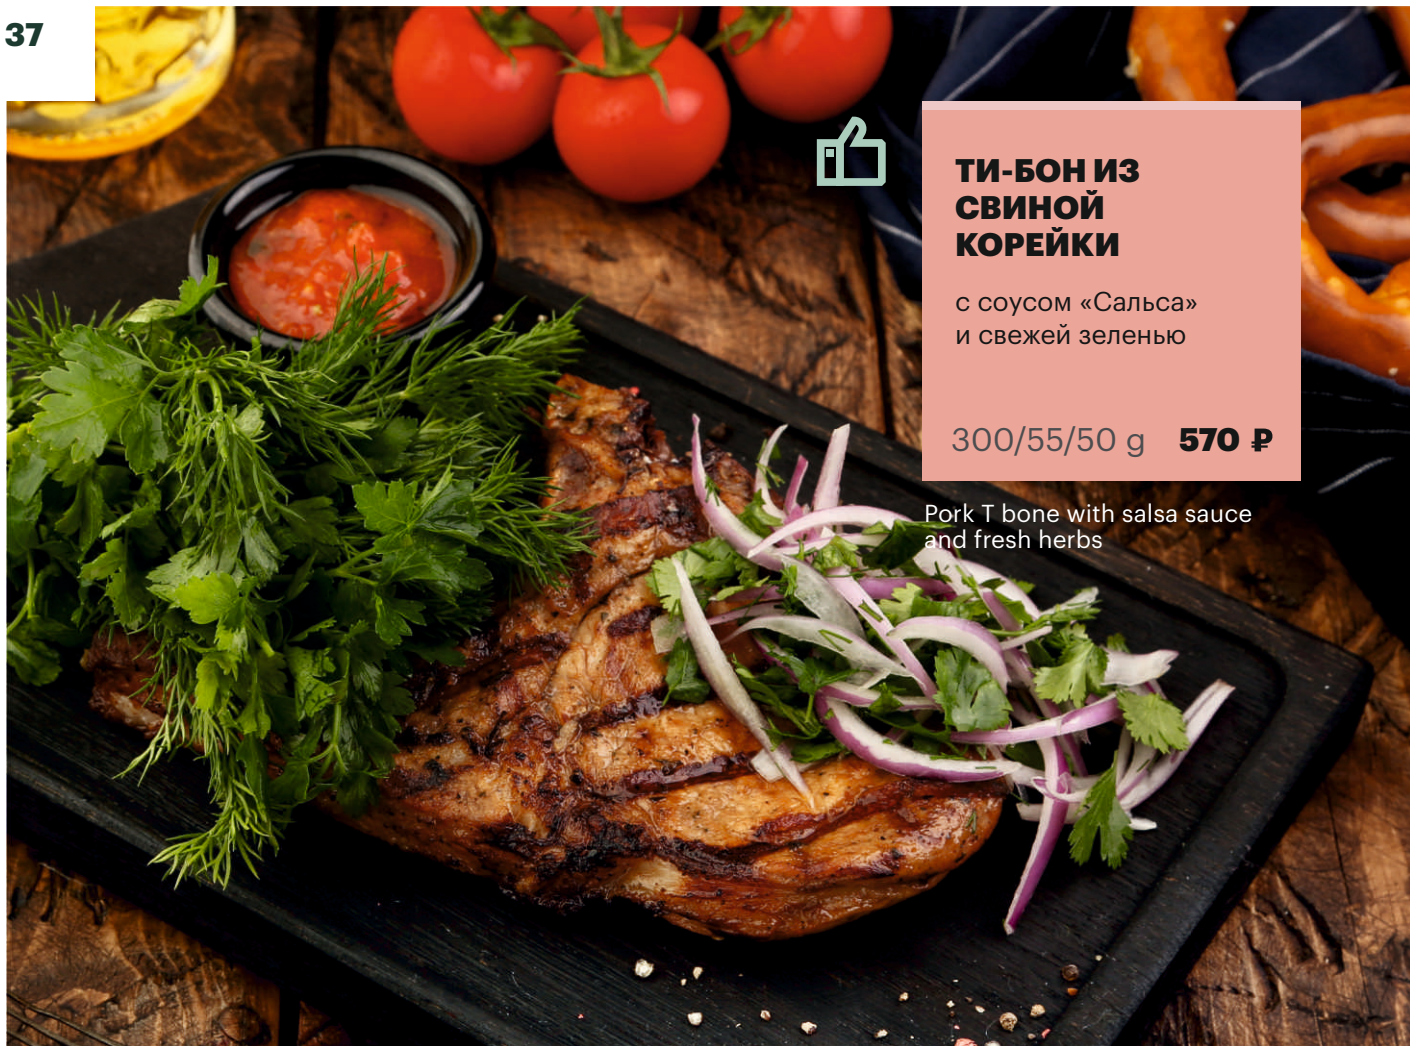 37
ТИ-БОН ИЗ
СВИНОЙ
КОРЕЙКИ
с соусом «Сальса»
и свежей зеленью
300/55/50 g 570 ₽
Pork T bone with salsa sauce
and fresh herbs